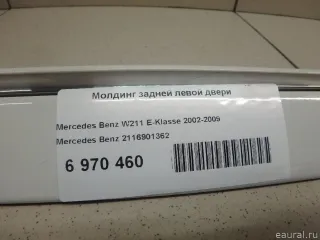 Молдинг задней левой двери
Mercedes Benz W211 E-Klasse 2002-2009
Mercedes Benz 2116901362
6 970 460
eaural.ru